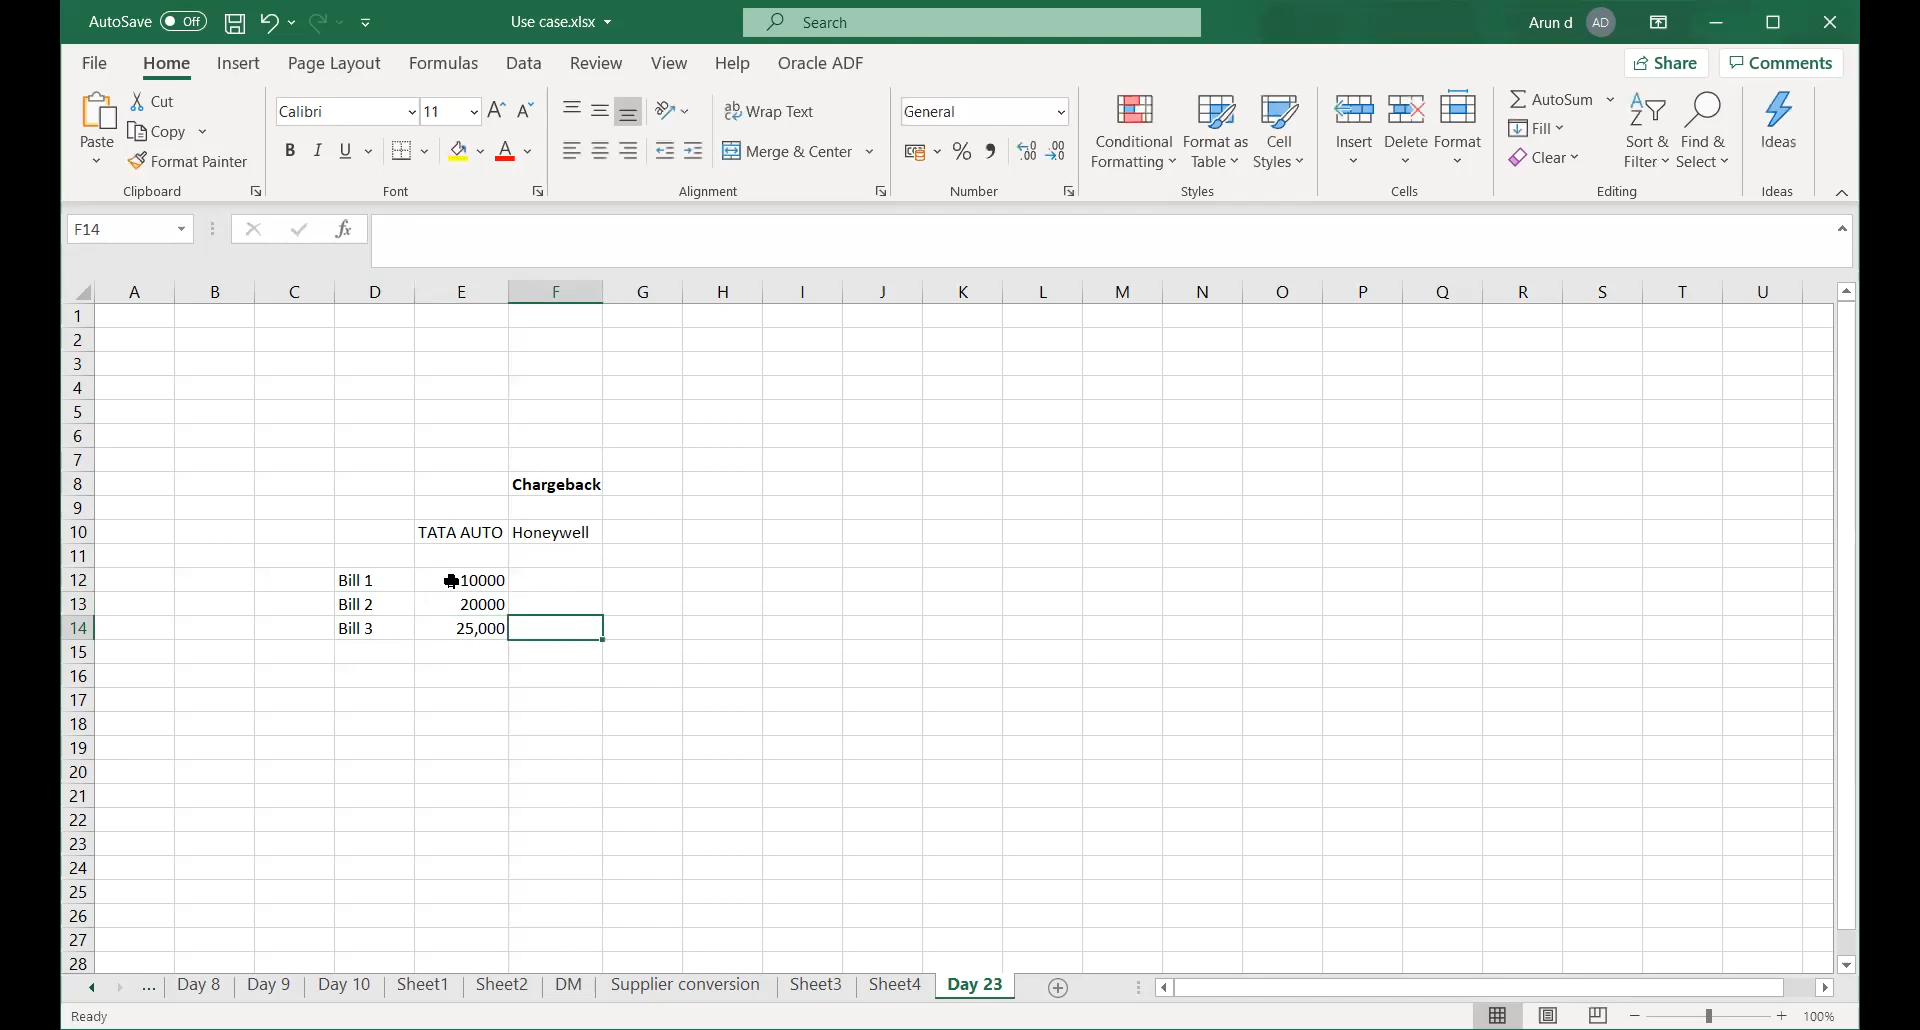 AutoSave Off Use case.xlsx Search Arun d AD
File Home Insert Page Layout Formulas Data Review View Help Oracle ADF Share Comments
Paste Cut Copy Format Painter Clipboard
Calibri 11 B I U A Font
ab Wrap Text Merge & Center Alignment
General % Number
Conditional Formatting Format as Table Cell Styles Styles
Insert Delete Format Cells
AutoSum Fill Clear Sort & Filter Find & Select Editing
Ideas Ideas
F14 fx
A B C D E F G H I J K L M N O P Q R S T U
1
2
3
4
5
6
7
8 Chargeback
9
10 TATA AUTO Honeywell
11
12 Bill 1 10000
13 Bill 2 20000
14 Bill 3 25,000
15
16
17
18
19
20
21
22
23
24
25
26
27
28
... Day 8 Day 9 Day 10 Sheet1 Sheet2 DM Supplier conversion Sheet3 Sheet4 Day 23
Ready 100%